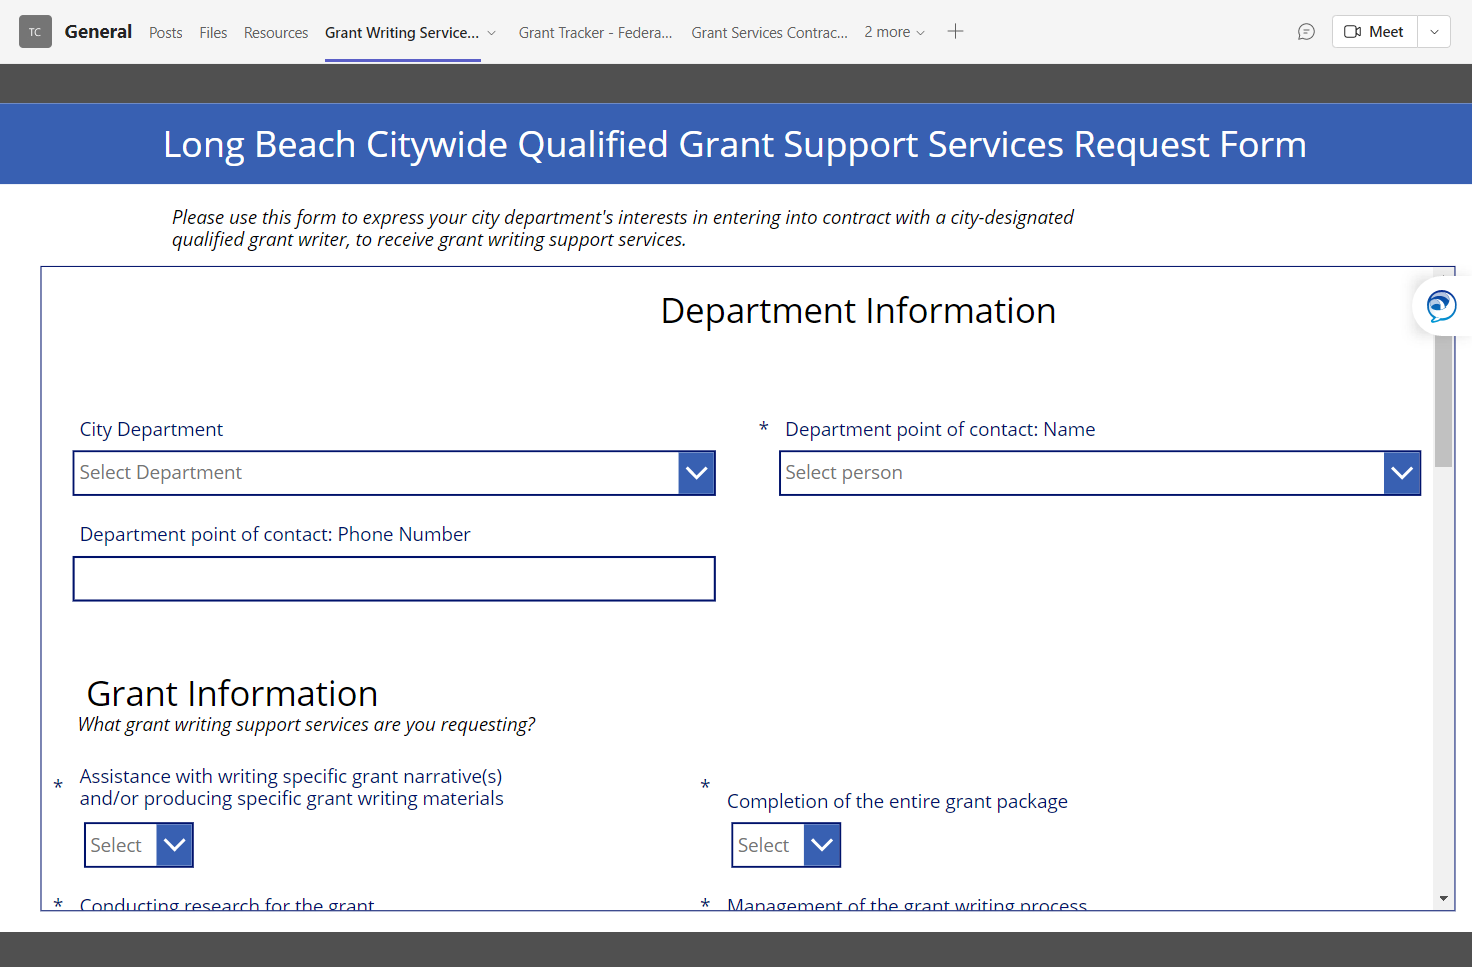 TC General Posts Files Resources Grant Writing Service... Grant Tracker - Federa... Grant Services Contrac... 2 more Meet
Long Beach Citywide Qualified Grant Support Services Request Form
Please use this form to express your city department's interests in entering into contract with a city-designated
qualified grant writer, to receive grant writing support services.
Department Information
City Department
* Department point of contact: Name
Select Department
Select person
Department point of contact: Phone Number
Grant Information
What grant writing support services are you requesting?
* Assistance with writing specific grant narrative(s)
and/or producing specific grant writing materials
* Completion of the entire grant package
Select
Select
* Conducting research for the grant
* Management of the grant writing process